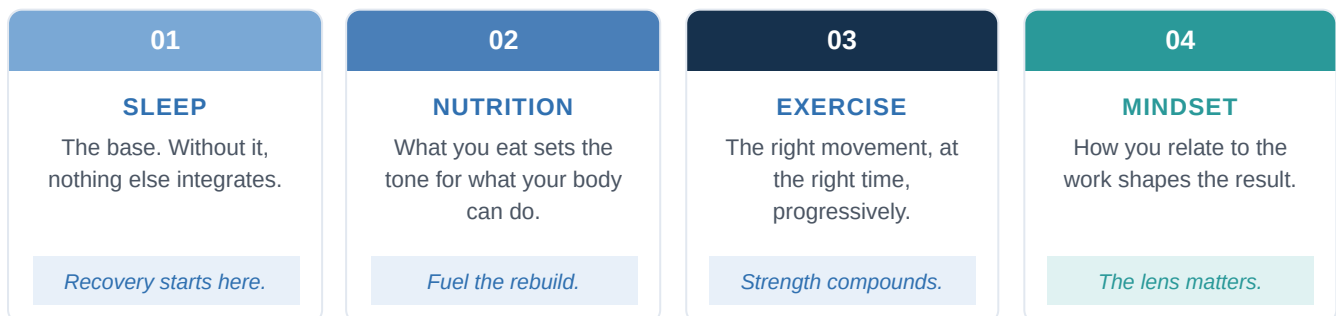 01
SLEEP
The base. Without it,
nothing else integrates.
Recovery starts here.
02
NUTRITION
What you eat sets the
tone for what your body
can do.
Fuel the rebuild.
03
EXERCISE
The right movement, at
the right time,
progressively.
Strength compounds.
04
MINDSET
How you relate to the
work shapes the result.
The lens matters.